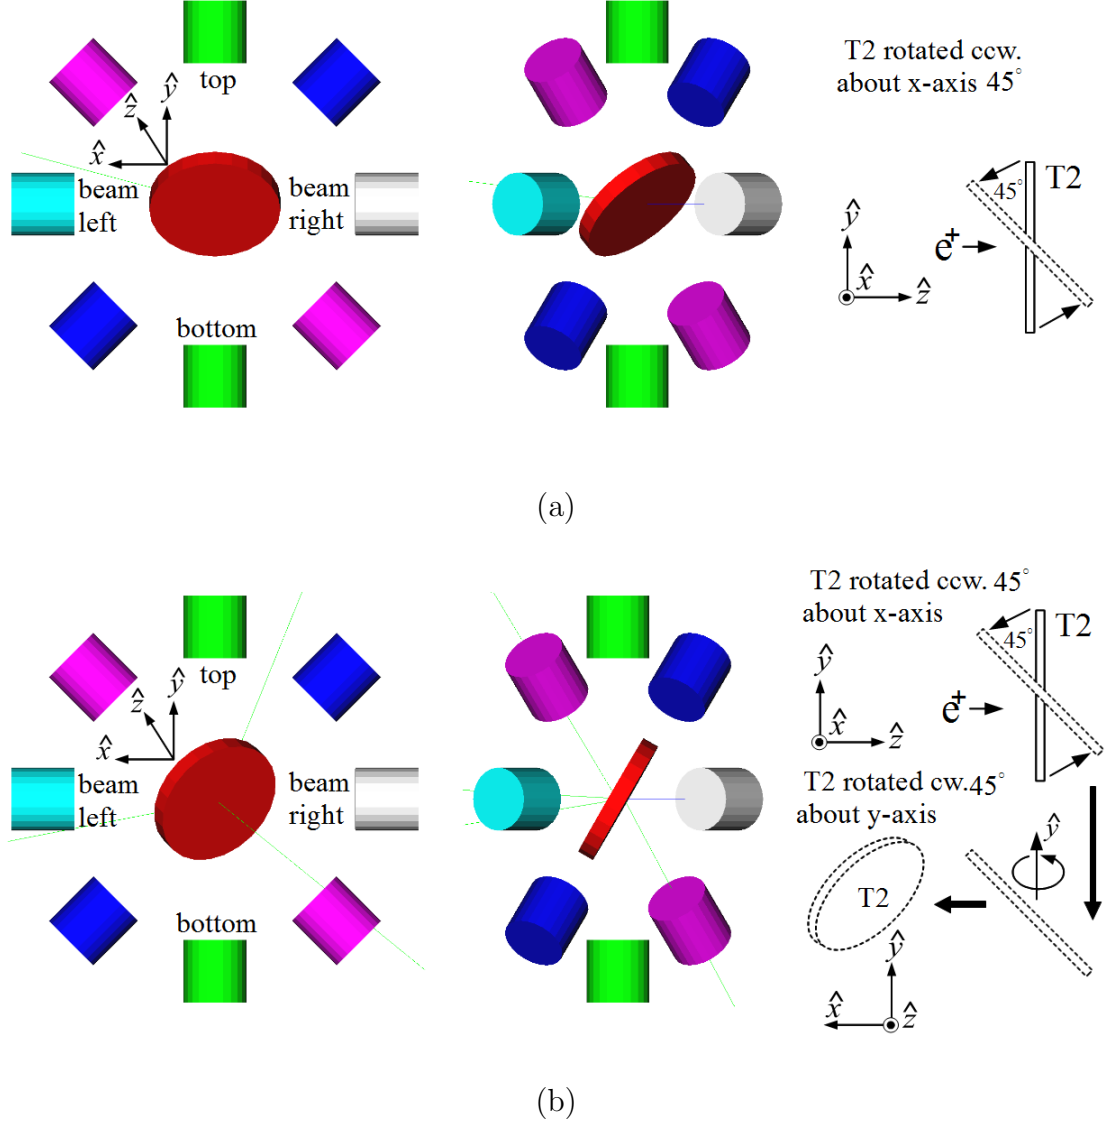 top
ŷ
ẑ
x̂
beam
left
beam
right
bottom
T2 rotated ccw.
about x-axis 45°
45°
T2
ŷ
e⁺
x̂
ẑ
(a)
top
ŷ
ẑ
x̂
beam
left
beam
right
bottom
T2 rotated ccw. 45°
about x-axis
45°
T2
ŷ
e⁺
x̂
ẑ
T2 rotated cw. 45°
about y-axis
ŷ
T2
ŷ
x̂
ẑ
(b)